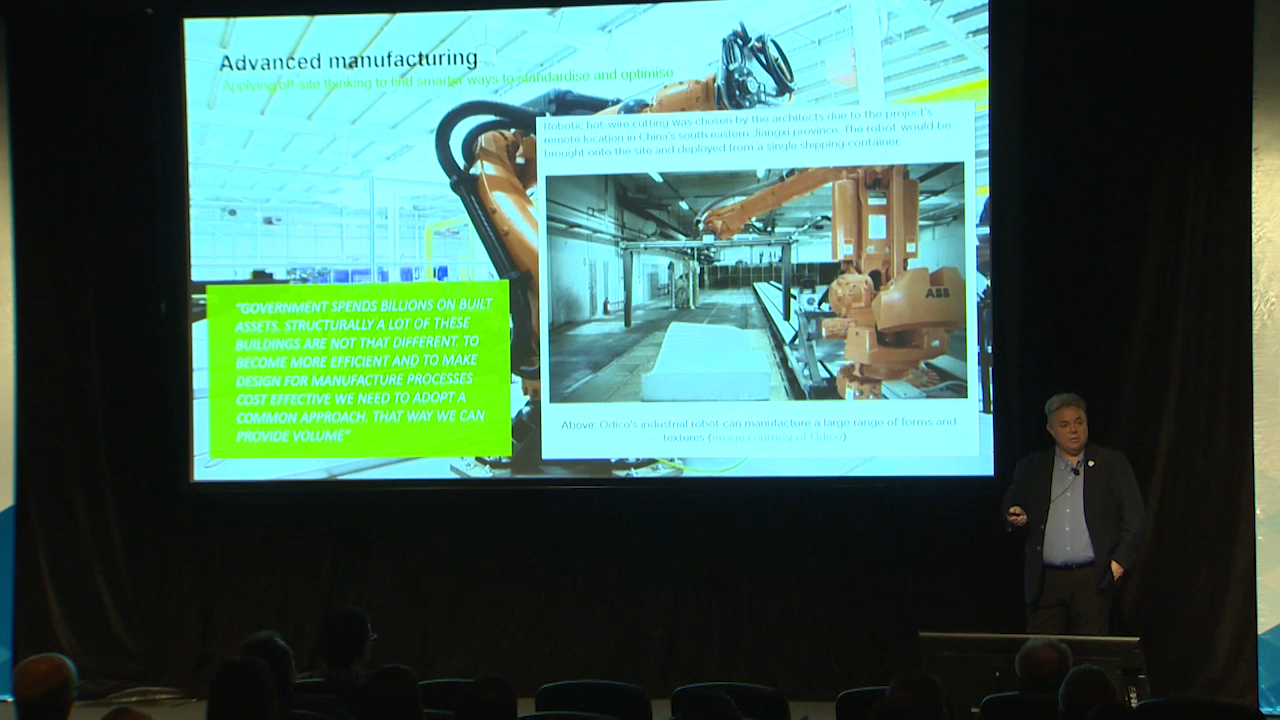 Advanced manufacturing
Applying off-site thinking to find smarter ways to standardise and optimise
Robotic hot-wire cutting was chosen by the architects due to the project's
remote location in China's south eastern Jiangxi province. The robot would be
brought onto the site and deployed from a single shipping container.
ABB
"GOVERNMENT SPENDS BILLIONS ON BUILT
ASSETS. STRUCTURALLY A LOT OF THESE
BUILDINGS ARE NOT THAT DIFFERENT. TO
BECOME MORE EFFICIENT AND TO MAKE
DESIGN FOR MANUFACTURE PROCESSES
COST EFFECTIVE WE NEED TO ADOPT A
COMMON APPROACH. THAT WAY WE CAN
PROVIDE VOLUME"
Above: Odico's industrial robot can manufacture a large range of forms and
textures (image courtesy of Odico).